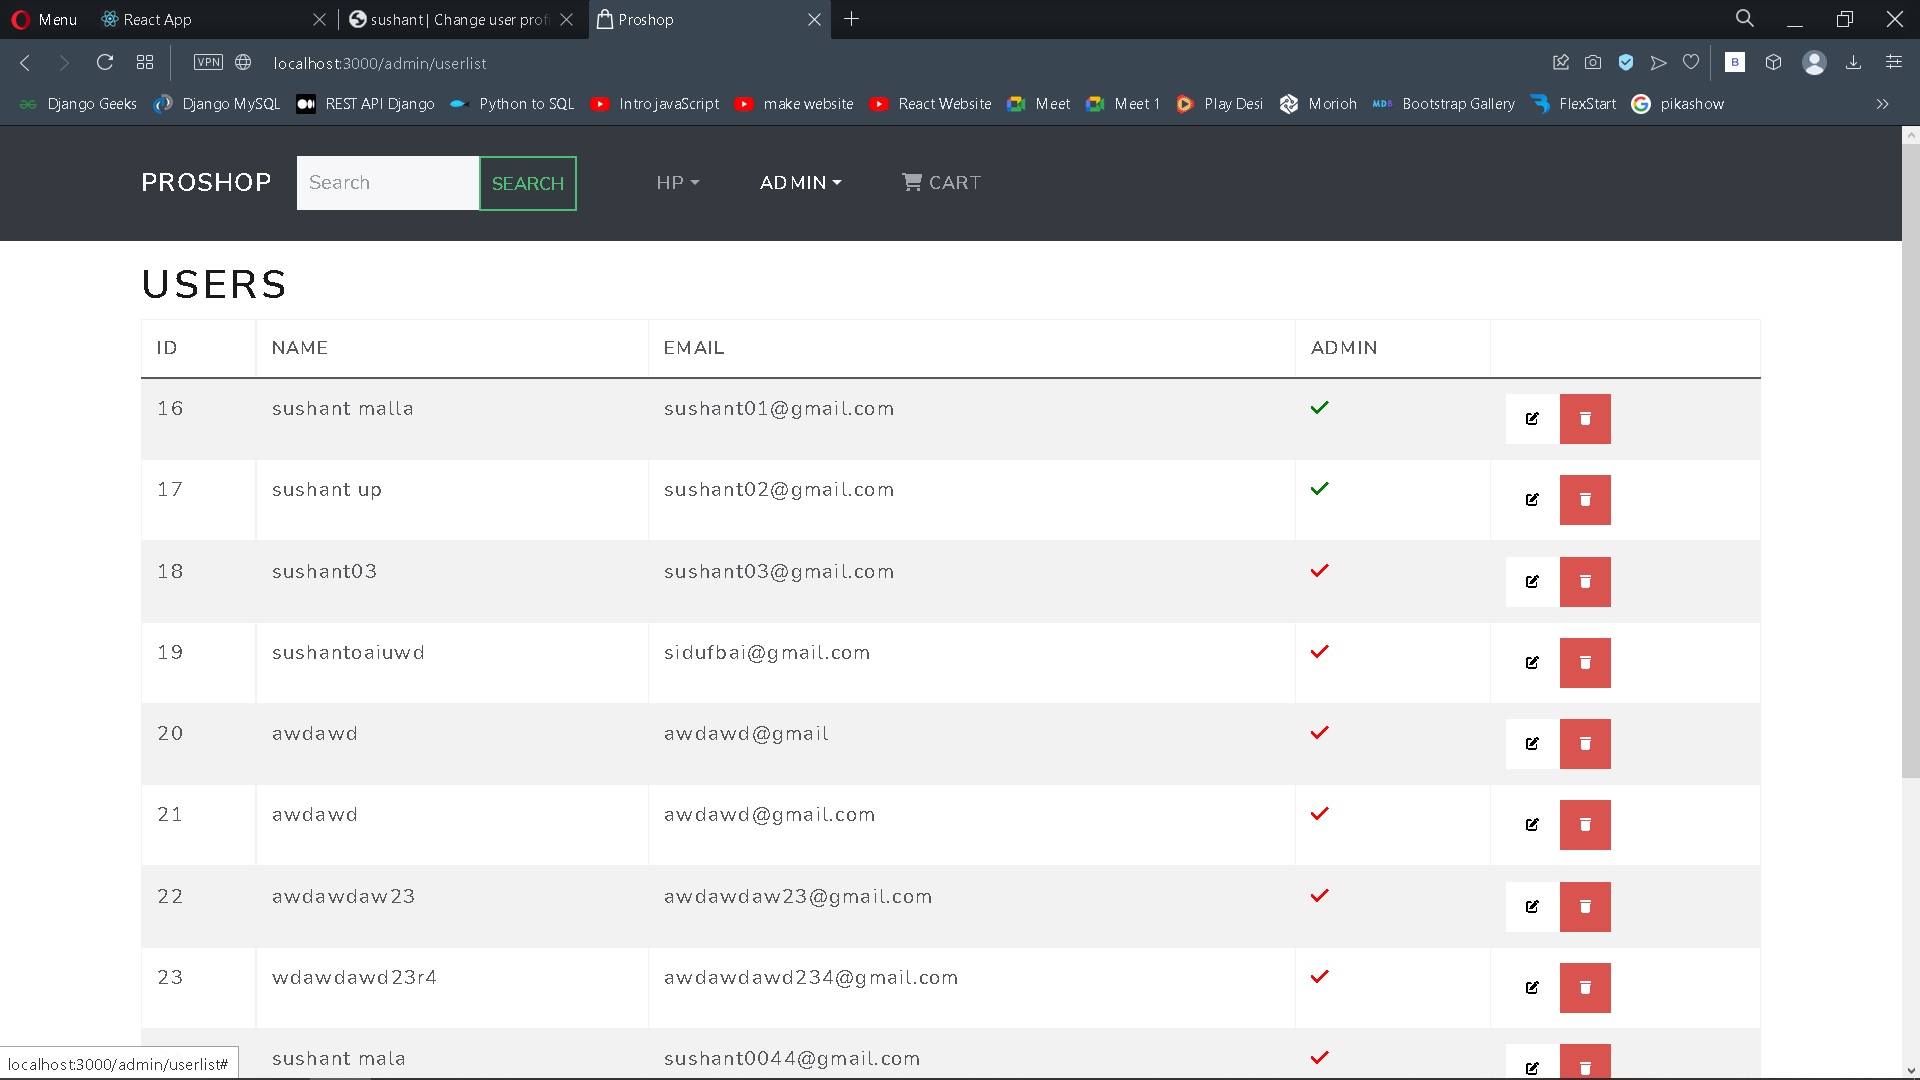 Menu
React App
sushant | Change user prof
Proshop
VPN
localhost:3000/admin/userlist
B
Django Geeks
Django MySQL
REST API Django
Python to SQL
Intro javaScript
make website
React Website
Meet
Meet 1
Play Desi
Morioh
MDB
Bootstrap Gallery
FlexStart
pikashow
PROSHOP
Search
SEARCH
HP
ADMIN
CART
USERS
ID NAME EMAIL ADMIN
16 sushant malla sushant01@gmail.com
17 sushant up sushant02@gmail.com
18 sushant03 sushant03@gmail.com
19 sushantoaiuwd sidufbai@gmail.com
20 awdawd awdawd@gmail
21 awdawd awdawd@gmail.com
22 awdawdaw23 awdawdaw23@gmail.com
23 wdawdawd23r4 awdawdawd234@gmail.com
sushant mala sushant0044@gmail.com
localhost:3000/admin/userlist#